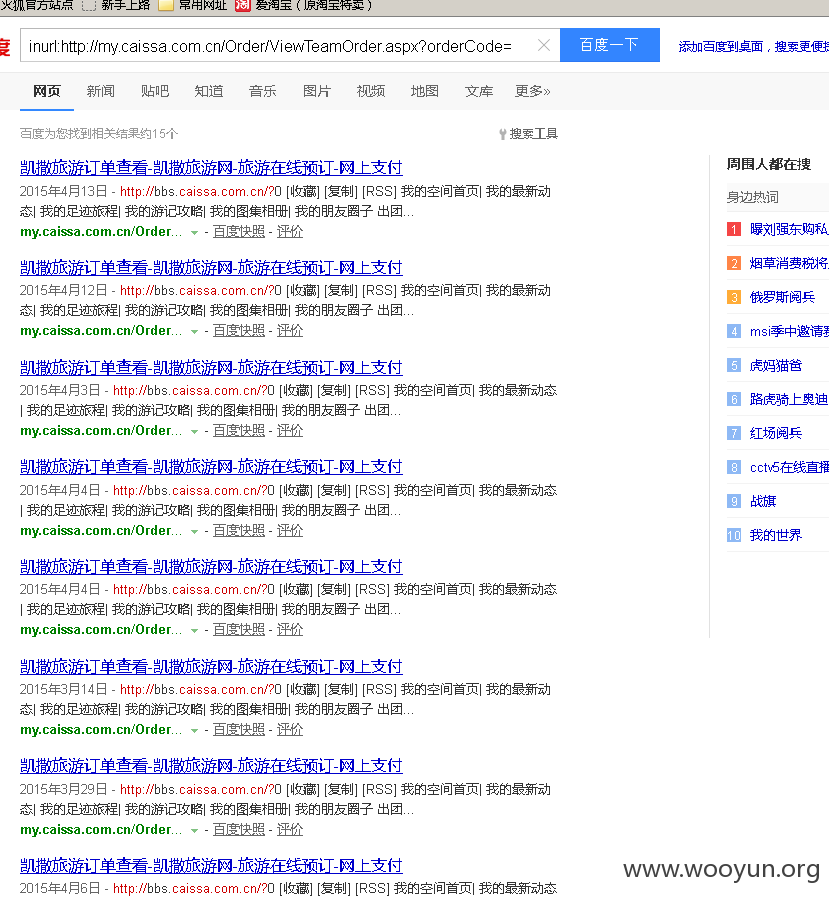 火狐官方站点 新手上路 常用网址 淘 爱淘宝（原淘宝特卖）
度 inurl:http://my.caissa.com.cn/Order/ViewTeamOrder.aspx?orderCode= 百度一下 添加百度到桌面，搜索更便
网页 新闻 贴吧 知道 音乐 图片 视频 地图 文库 更多»
百度为您找到相关结果约15个 搜索工具
凯撒旅游订单查看-凯撒旅游网-旅游在线预订-网上支付
2015年4月13日 - http://bbs.caissa.com.cn/?0 [收藏] [复制] [RSS] 我的空间首页| 我的最新动
态| 我的足迹旅程| 我的游记攻略| 我的图集相册| 我的朋友圈子 出团...
my.caissa.com.cn/Order... - 百度快照 - 评价
凯撒旅游订单查看-凯撒旅游网-旅游在线预订-网上支付
2015年4月12日 - http://bbs.caissa.com.cn/?0 [收藏] [复制] [RSS] 我的空间首页| 我的最新动
态| 我的足迹旅程| 我的游记攻略| 我的图集相册| 我的朋友圈子 出团...
my.caissa.com.cn/Order... - 百度快照 - 评价
凯撒旅游订单查看-凯撒旅游网-旅游在线预订-网上支付
2015年4月3日 - http://bbs.caissa.com.cn/?0 [收藏] [复制] [RSS] 我的空间首页| 我的最新动态
| 我的足迹旅程| 我的游记攻略| 我的图集相册| 我的朋友圈子 出团...
my.caissa.com.cn/Order... - 百度快照 - 评价
凯撒旅游订单查看-凯撒旅游网-旅游在线预订-网上支付
2015年4月4日 - http://bbs.caissa.com.cn/?0 [收藏] [复制] [RSS] 我的空间首页| 我的最新动态
| 我的足迹旅程| 我的游记攻略| 我的图集相册| 我的朋友圈子 出团...
my.caissa.com.cn/Order... - 百度快照 - 评价
凯撒旅游订单查看-凯撒旅游网-旅游在线预订-网上支付
2015年4月4日 - http://bbs.caissa.com.cn/?0 [收藏] [复制] [RSS] 我的空间首页| 我的最新动态
| 我的足迹旅程| 我的游记攻略| 我的图集相册| 我的朋友圈子 出团...
my.caissa.com.cn/Order... - 百度快照 - 评价
凯撒旅游订单查看-凯撒旅游网-旅游在线预订-网上支付
2015年3月14日 - http://bbs.caissa.com.cn/?0 [收藏] [复制] [RSS] 我的空间首页| 我的最新动
态| 我的足迹旅程| 我的游记攻略| 我的图集相册| 我的朋友圈子 出团...
my.caissa.com.cn/Order... - 百度快照 - 评价
凯撒旅游订单查看-凯撒旅游网-旅游在线预订-网上支付
2015年3月29日 - http://bbs.caissa.com.cn/?0 [收藏] [复制] [RSS] 我的空间首页| 我的最新动
态| 我的足迹旅程| 我的游记攻略| 我的图集相册| 我的朋友圈子 出团...
my.caissa.com.cn/Order... - 百度快照 - 评价
凯撒旅游订单查看-凯撒旅游网-旅游在线预订-网上支付
2015年4月6日 - http://bbs.caissa.com.cn/?0 [收藏] [复制] [RSS] 我的空间首页| 我的最新动态
周围人都在搜
身边热词
1 曝刘强东购私
2 烟草消费税将
3 俄罗斯阅兵
4 msi季中邀请赛
5 虎妈猫爸
6 路虎骑上奥迪
7 红场阅兵
8 cctv5在线直播
9 战旗
10 我的世界
www.wooyun.org